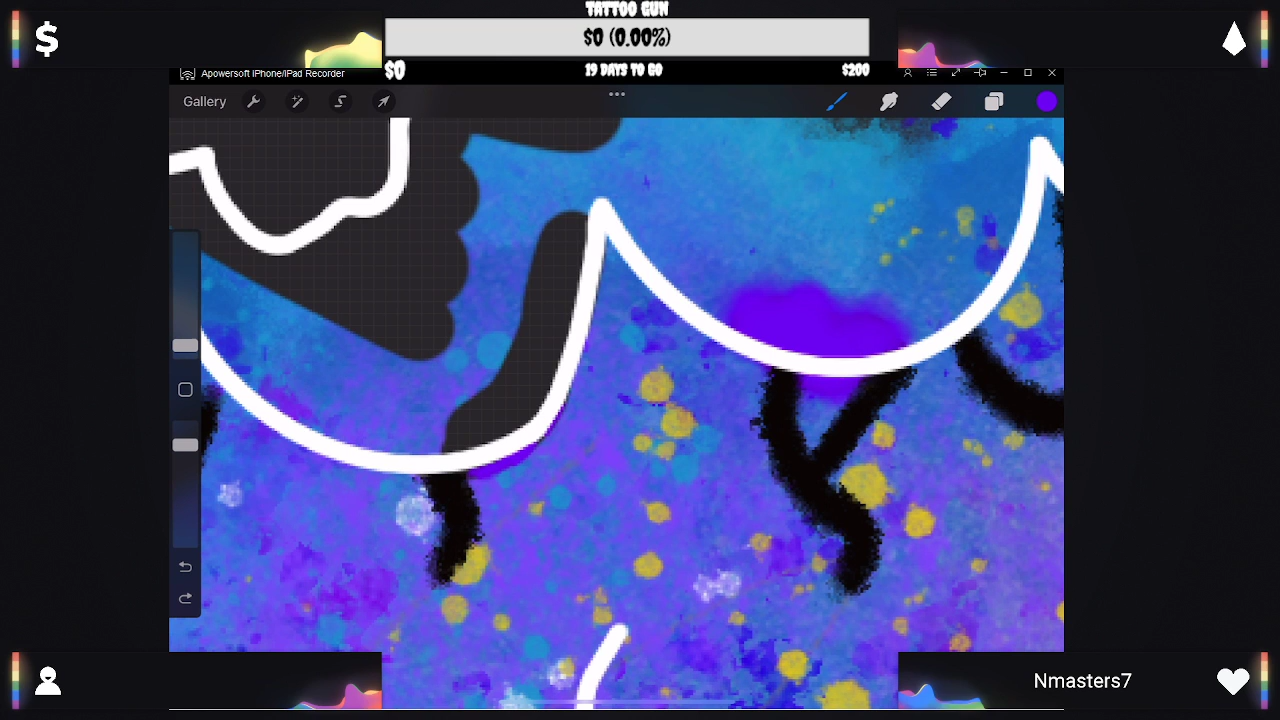 TATTOO GUN
$
$0 (0.00%)
$0
19 DAYS TO GO
$200
Apowersoft iPhone/iPad Recorder
Gallery
Nmasters7